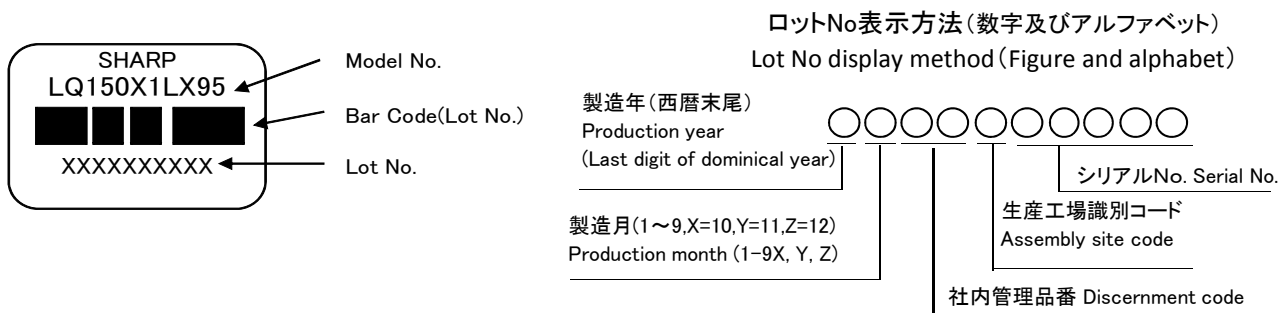 SHARP
LQ150X1LX95
XXXXXXXXXX
Model No.
Bar Code(Lot No.)
Lot No.
ロットNo表示方法(数字及びアルファベット)
Lot No display method(Figure and alphabet)
製造年(西暦末尾)
Production year
(Last digit of dominical year)
シリアルNo. Serial No.
製造月(1~9,X=10,Y=11,Z=12)
Production month (1-9X, Y, Z)
生産工場識別コード
Assembly site code
社内管理品番 Discernment code